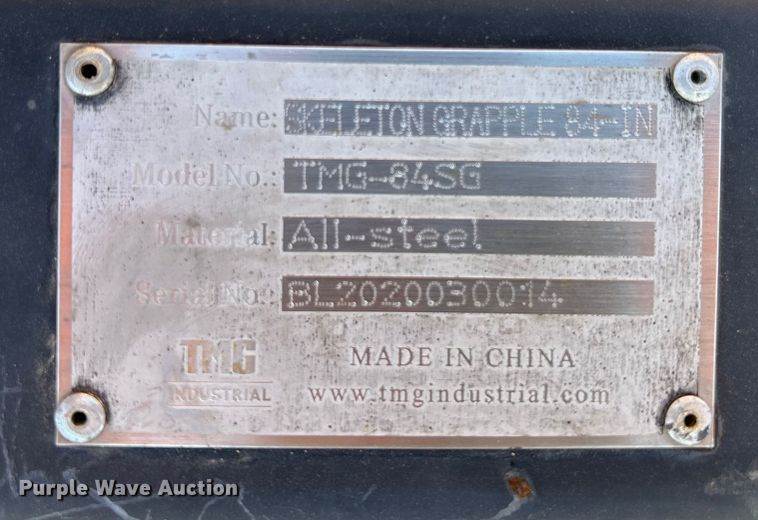 Name: SKELETON GRAPPLE 84-IN
Model No.: TMG-84SG
Material: All-steel
Serial No.: BL2020030014
TMG
INDUSTRIAL
MADE IN CHINA
www.tmgindustrial.com
Purple Wave Auction